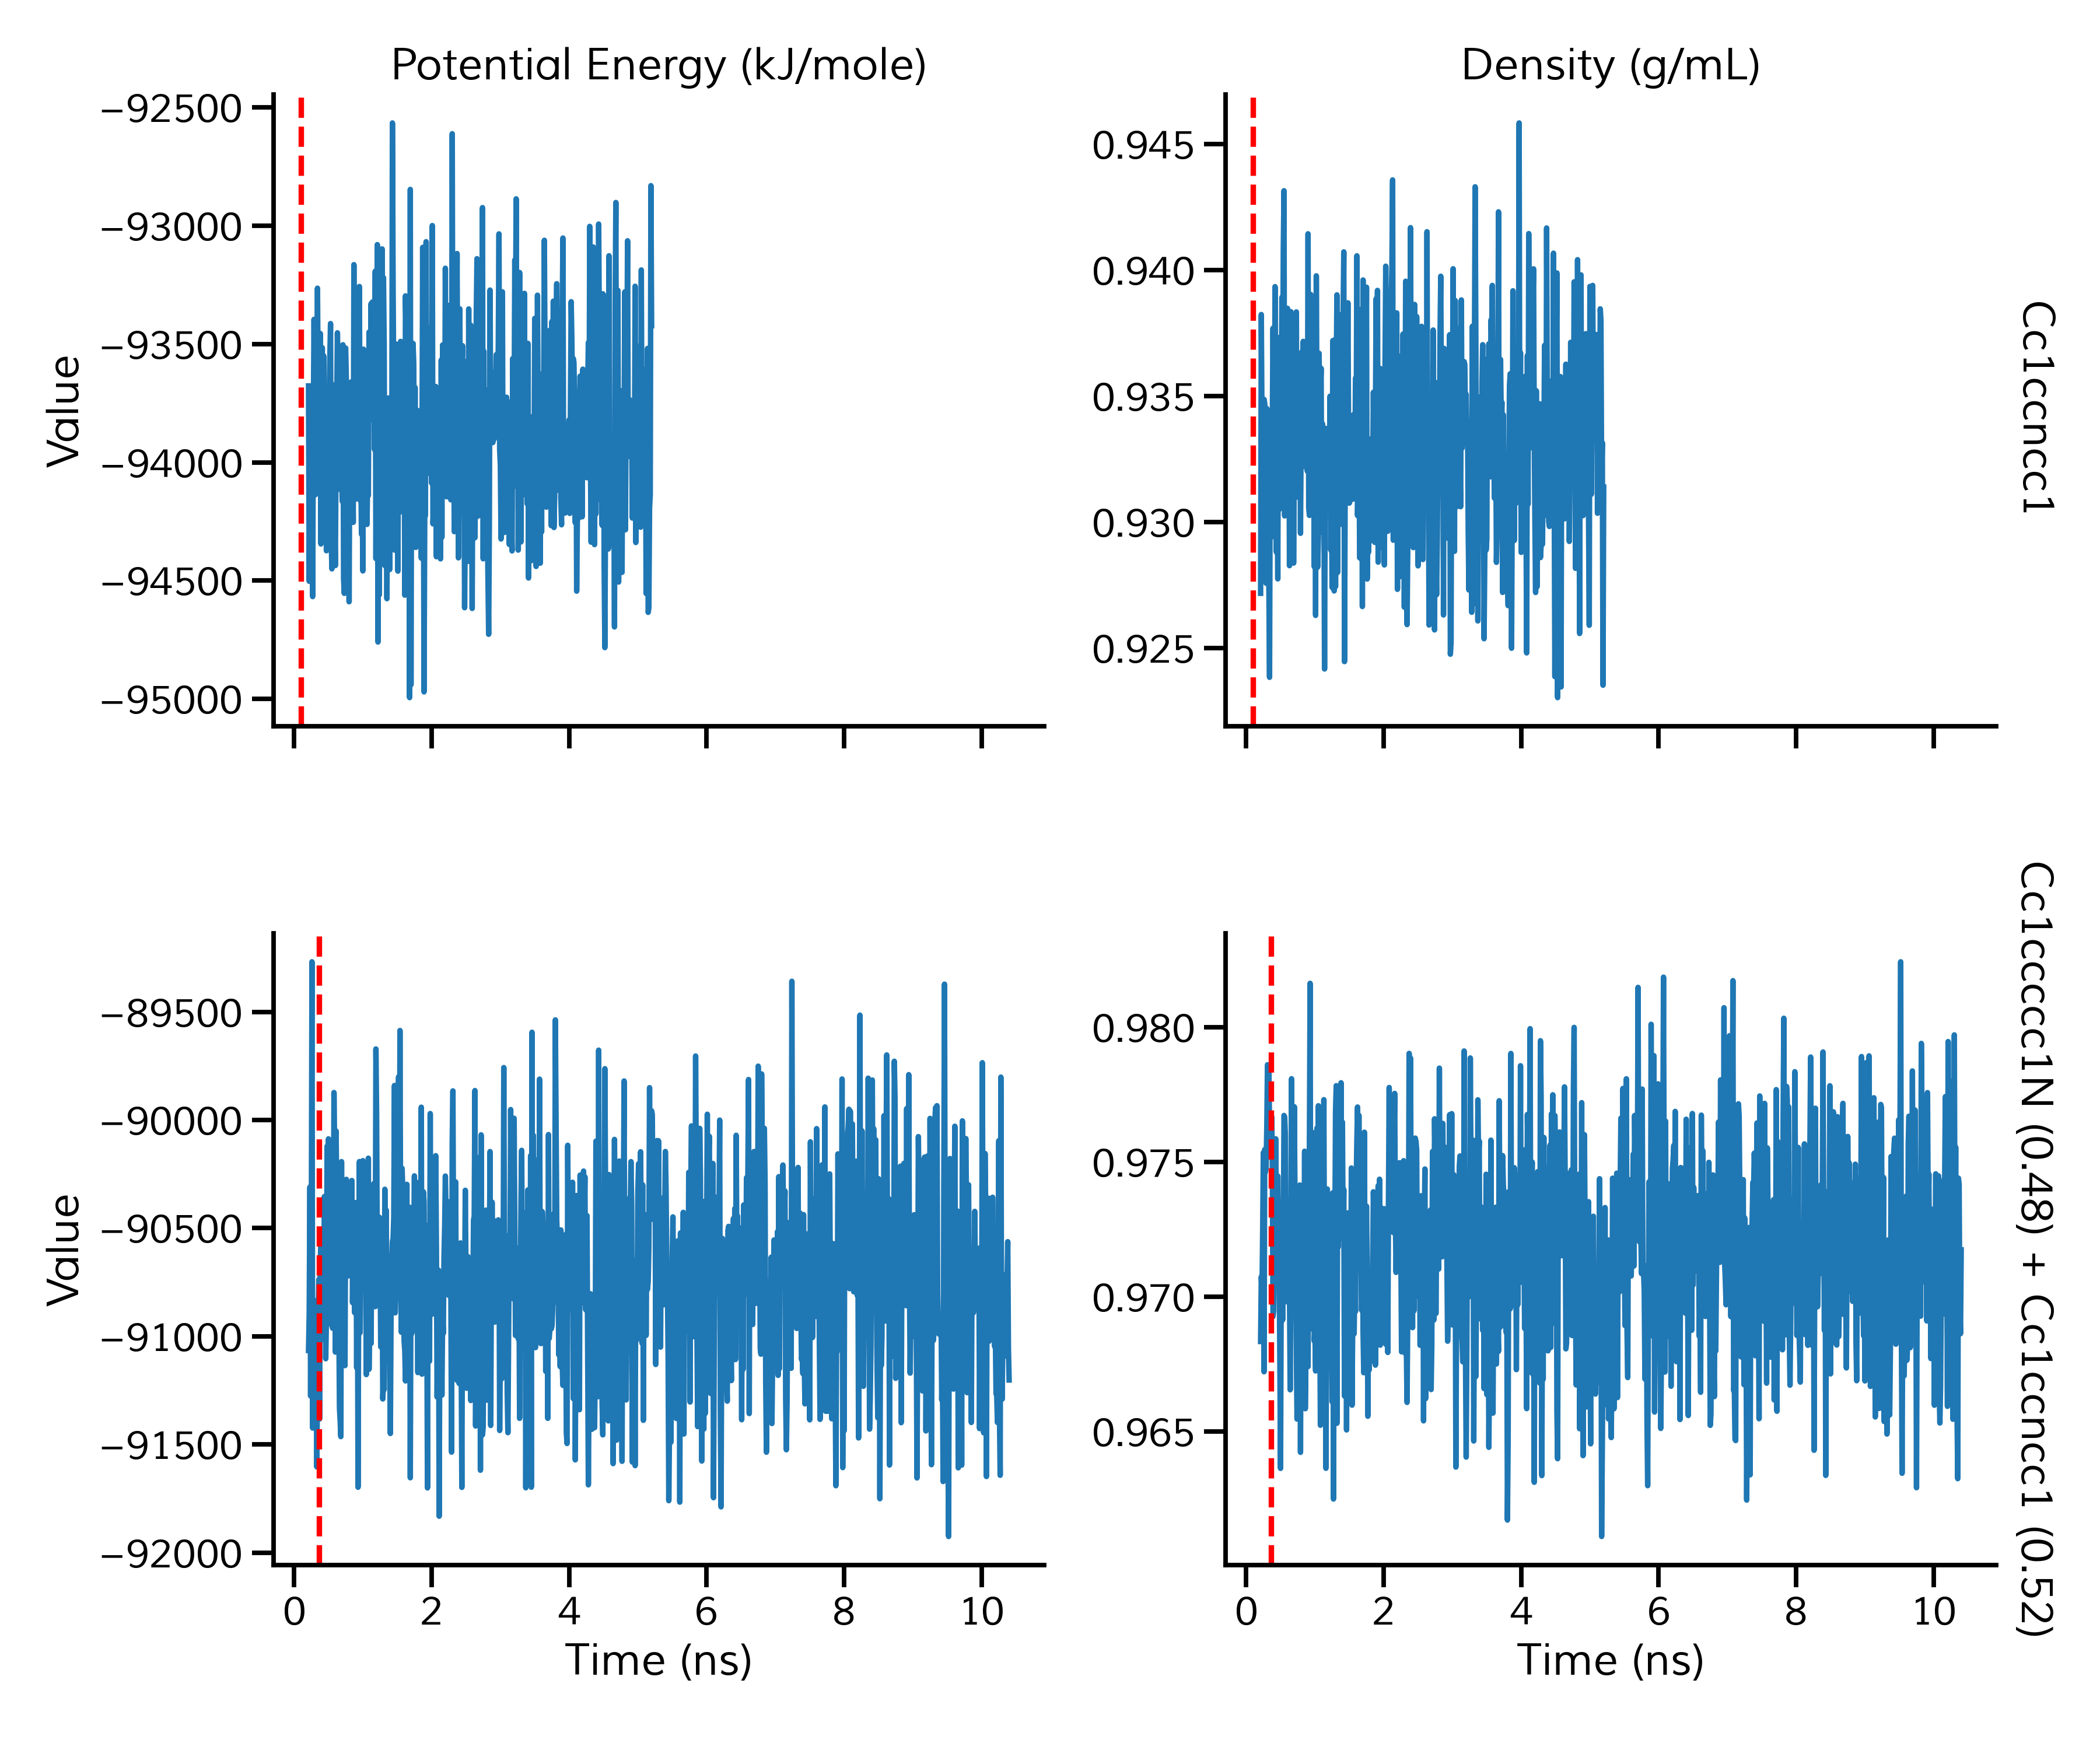 Potential Energy (kJ/mole)
Density (g/mL)
Value
−92500
−93000
−93500
−94000
−94500
−95000
0.945
0.940
0.935
0.930
0.925
Cc1ccncc1
Value
−89500
−90000
−90500
−91000
−91500
−92000
0 2 4 6 8 10
Time (ns)
0.980
0.975
0.970
0.965
0 2 4 6 8 10
Time (ns)
Cc1ccccc1N (0.48) + Cc1ccncc1 (0.52)